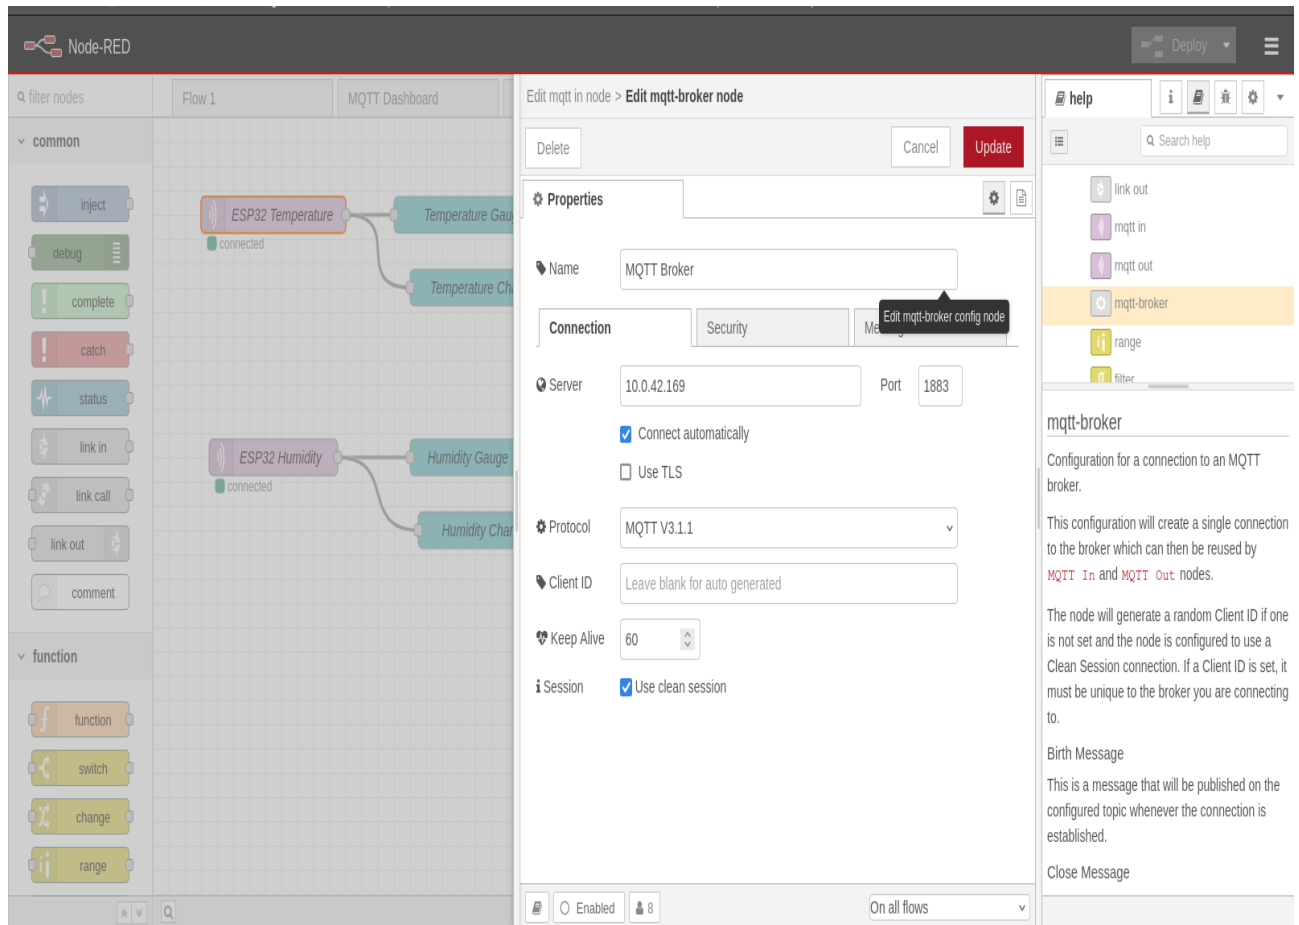 Node-RED
Deploy
filter nodes
Flow 1
MQTT Dashboard
Edit mqtt in node > Edit mqtt-broker node
help
common
Delete
Cancel
Update
Search help
inject
debug
complete
catch
status
link in
link call
link out
comment
function
function
switch
change
range
ESP32 Temperature
connected
Temperature Gau
Temperature Ch
ESP32 Humidity
connected
Humidity Gauge
Humidity Char
Properties
Name
MQTT Broker
Edit mqtt-broker config node
Connection
Security
Server
10.0.42.169
Port
1883
Connect automatically
Use TLS
Protocol
MQTT V3.1.1
Client ID
Leave blank for auto generated
Keep Alive
60
Session
Use clean session
Enabled
8
On all flows
link out
mqtt in
mqtt out
mqtt-broker
range
filter
mqtt-broker
Configuration for a connection to an MQTT
broker.
This configuration will create a single connection
to the broker which can then be reused by
MQTT In and MQTT Out nodes.
The node will generate a random Client ID if one
is not set and the node is configured to use a
Clean Session connection. If a Client ID is set, it
must be unique to the broker you are connecting
to.
Birth Message
This is a message that will be published on the
configured topic whenever the connection is
established.
Close Message